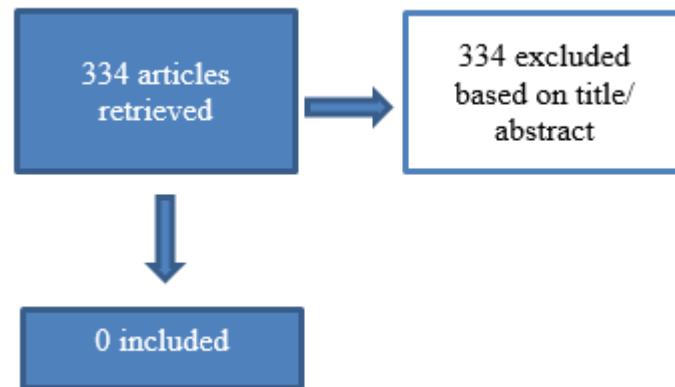 334 articles
retrieved
334 excluded
based on title/
abstract
0 included